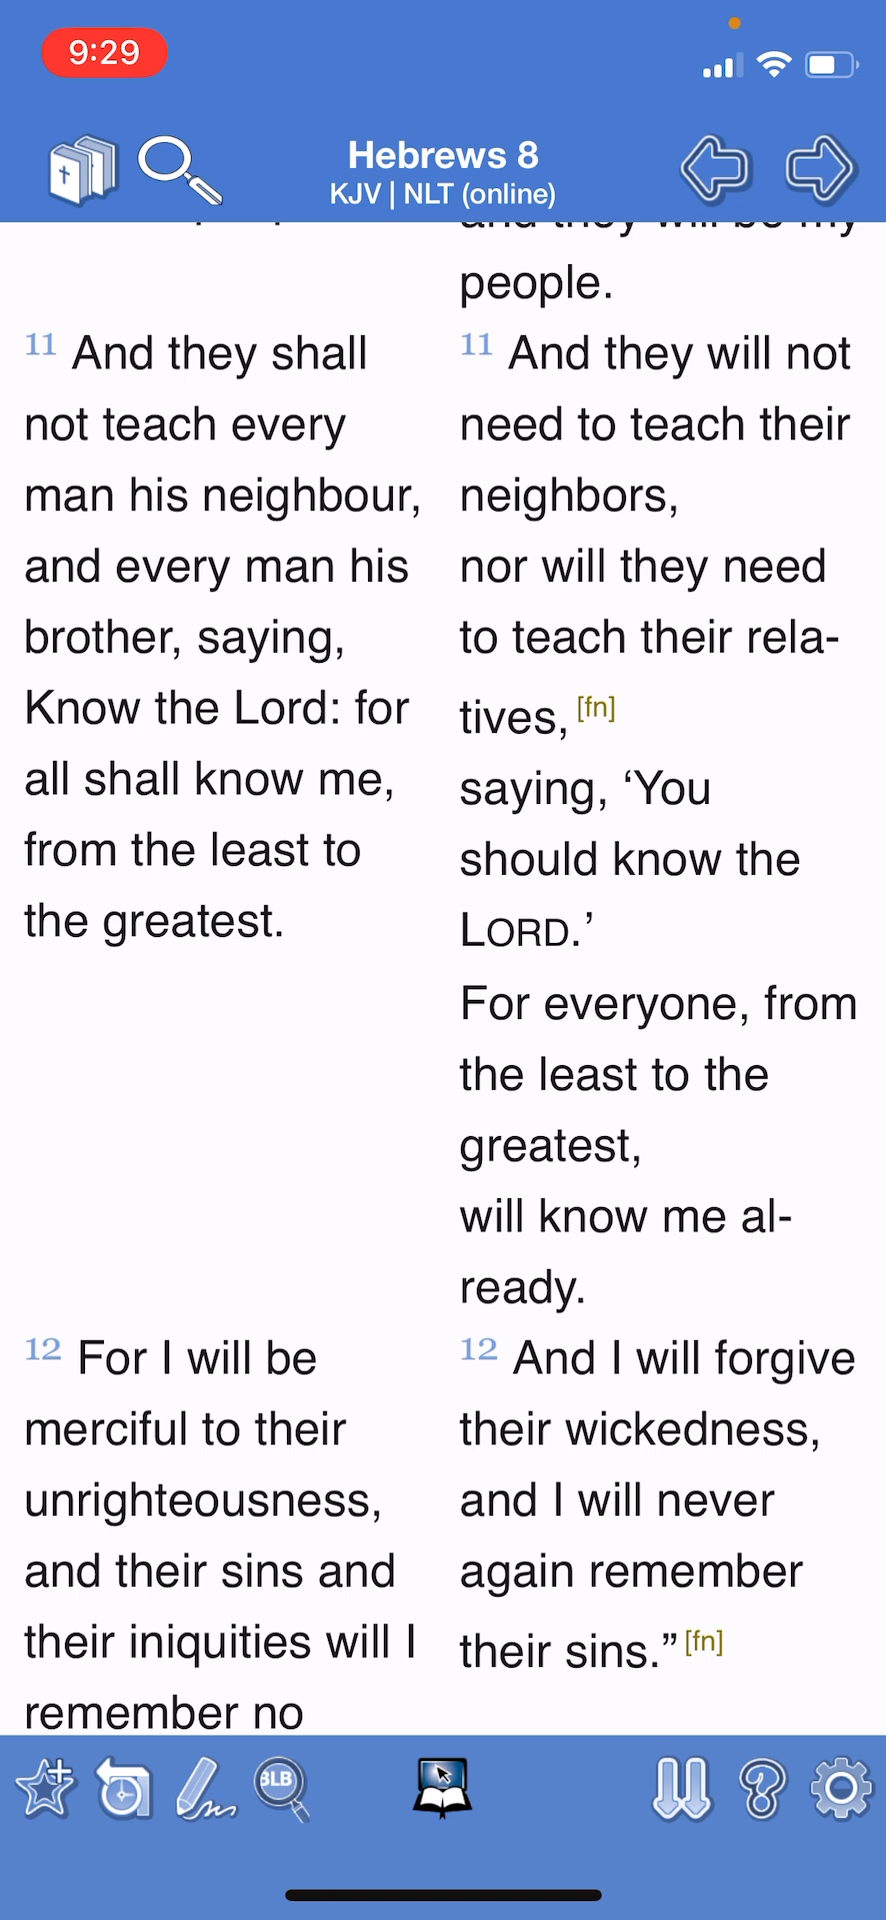 9:29
Hebrews 8
KJV | NLT (online)
and they will be my
people.
11 And they shall
not teach every
man his neighbour,
and every man his
brother, saying,
Know the Lord: for
all shall know me,
from the least to
the greatest.
11 And they will not
need to teach their
neighbors,
nor will they need
to teach their rela-
tives, [fn]
saying, ‘You
should know the
LORD.’
For everyone, from
the least to the
greatest,
will know me al-
ready.
12 For I will be
merciful to their
unrighteousness,
and their sins and
their iniquities will I
remember no
12 And I will forgive
their wickedness,
and I will never
again remember
their sins.” [fn]
BLB